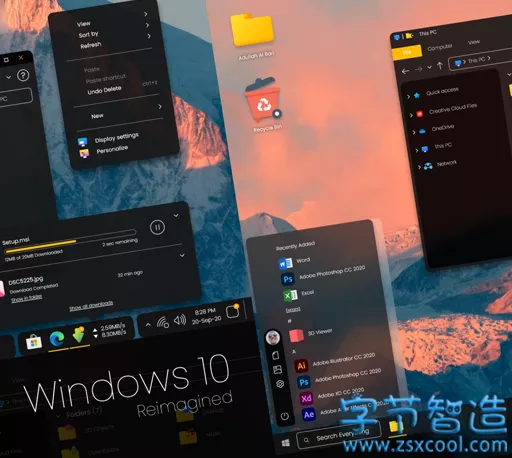 View
Sort by
Refresh
Paste
Paste shortcut
Undo Delete
Ctrl+Y
New
Display settings
Personalize
PC
Adullah Al Bari
Recycle Bin
This PC
File
Computer
View
This PC
Quick access
Creative Cloud Files
OneDrive
This PC
Network
Setup.msi
12MB of 20MB Downloaded
2 sec remaining
DSC5225.jpg
Download Completed
32 min ago
Show in folder
Show all downloads
2.59MB/s
8.30MB/s
8:28 PM
20-Sep-20
Windows 10
Reimagined
Folders (7)
Recently Added
Word
Adobe Photoshop CC 2020
Excel
Expand
#
3D Viewer
A
Adobe Illustrator CC 2020
Adobe Photoshop CC 2020
Adobe XD CC 2020
Search Everything
字节智造
www.zsxcool.com